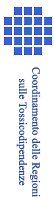 Coordinamento delle Regioni
sulle Tossicodipendenze